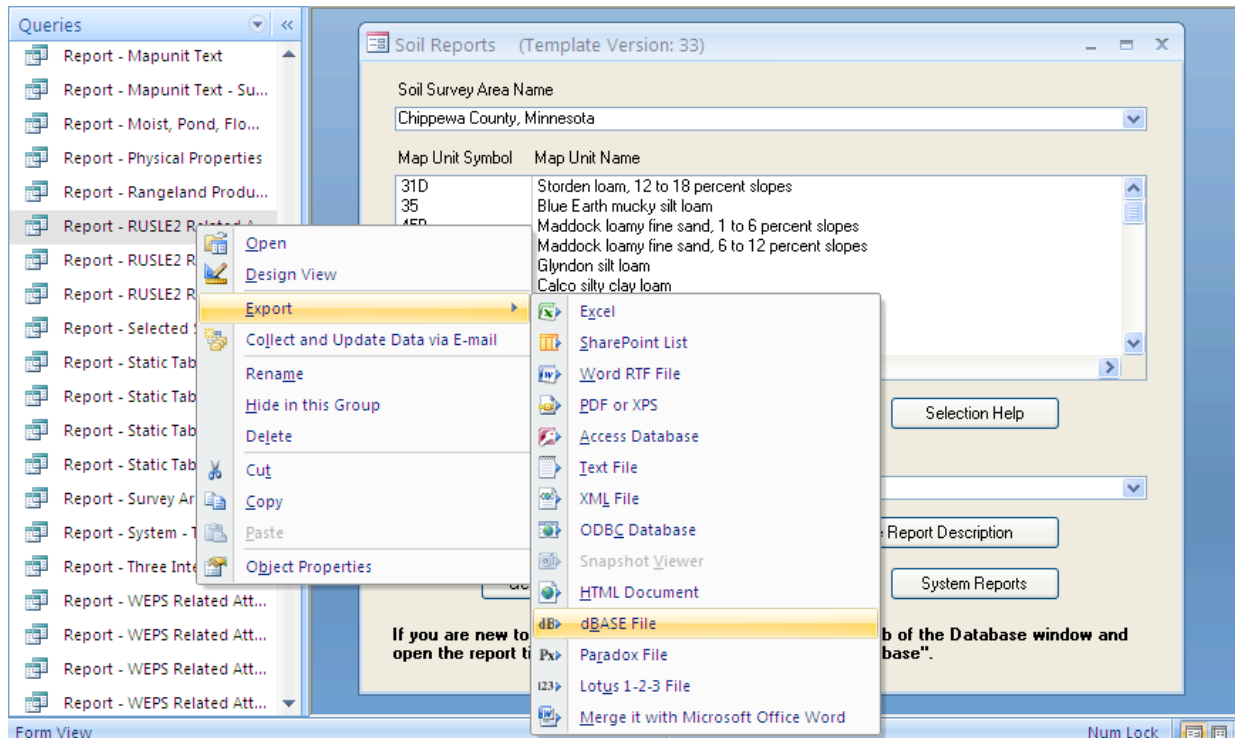 Queries
Report - Mapunit Text
Report - Mapunit Text - Su...
Report - Moist, Pond, Flo...
Report - Physical Properties
Report - Rangeland Produ...
Report - RUSLE2 Related A...
Report - RUSLE2 R
Report - RUSLE2 R
Report - Selected
Report - Static Tab
Report - Static Tab
Report - Static Tab
Report - Static Tab
Report - Survey Ar
Report - System -
Report - Three Inte
Report - WEPS Related Att...
Report - WEPS Related Att...
Report - WEPS Related Att...
Report - WEPS Related Att...
Open
Design View
Export
Collect and Update Data via E-mail
Rename
Hide in this Group
Delete
Cut
Copy
Paste
Object Properties
Excel
SharePoint List
Word RTF File
PDF or XPS
Access Database
Text File
XML File
ODBC Database
Snapshot Viewer
HTML Document
dBASE File
Paradox File
Lotus 1-2-3 File
Merge it with Microsoft Office Word
Soil Reports (Template Version: 33)
Soil Survey Area Name
Chippewa County, Minnesota
Map Unit Symbol Map Unit Name
31D Storden loam, 12 to 18 percent slopes
35 Blue Earth mucky silt loam
Maddock loamy fine sand, 1 to 6 percent slopes
Maddock loamy fine sand, 6 to 12 percent slopes
Glyndon silt loam
Calco silty clay loam
Selection Help
Report Description
System Reports
If you are new to b of the Database window and
open the report ti base".
Form View Num Lock